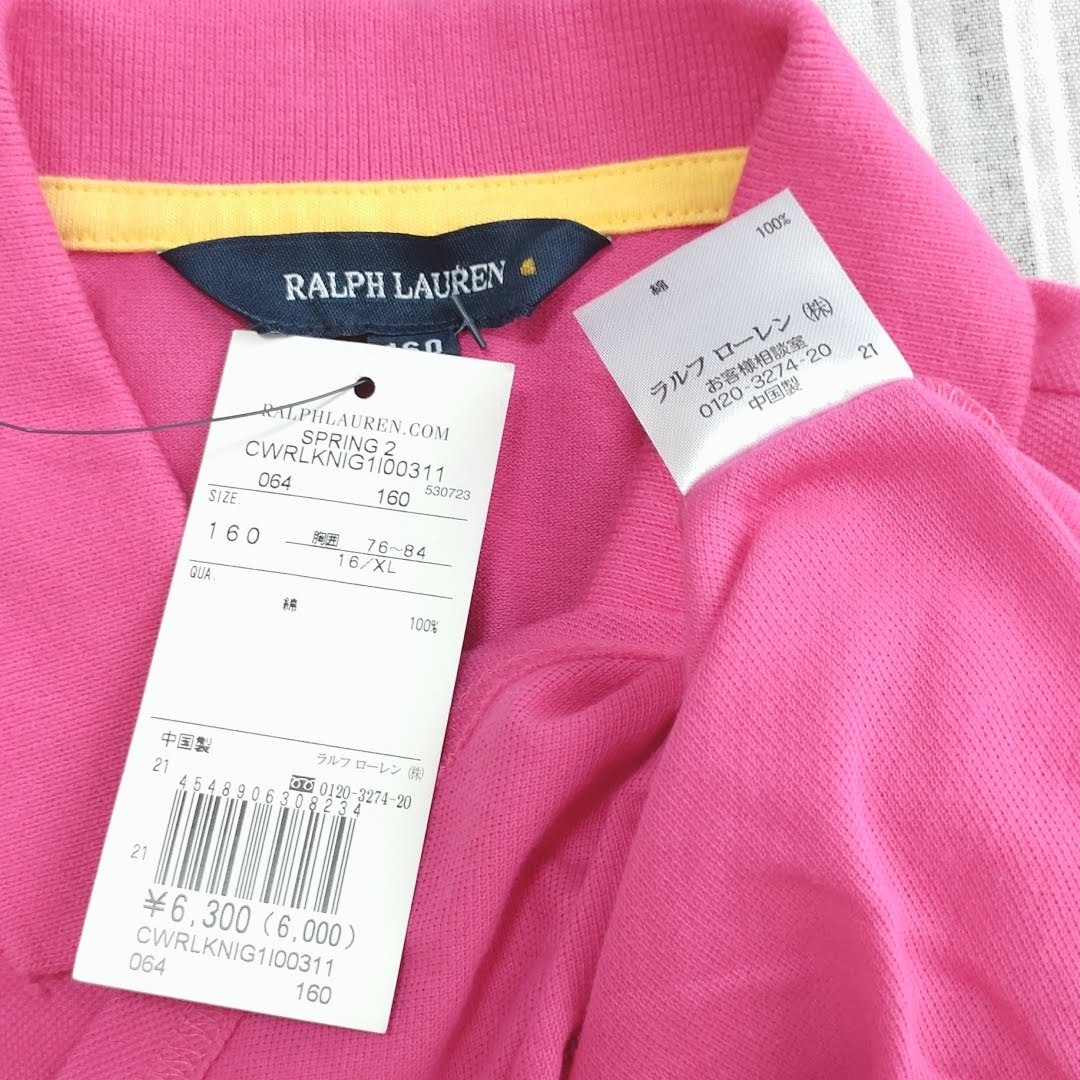 RALPH LAUREN
160
RALPHLAUREN.COM
SPRING 2
CWRLKNIG1I00311
064 160 530723
SIZE
160 胸囲 76~84
16/XL
QUA.
綿
100%
中国製 ラルフ ローレン (株)
21 0120-3274-20
4548906308234
21
¥6,300(6,000)
CWRLKNIG1I00311
064
160
100%
綿
ラルフ ローレン (株)
お客様相談室
0120-3274-20 21
中国製